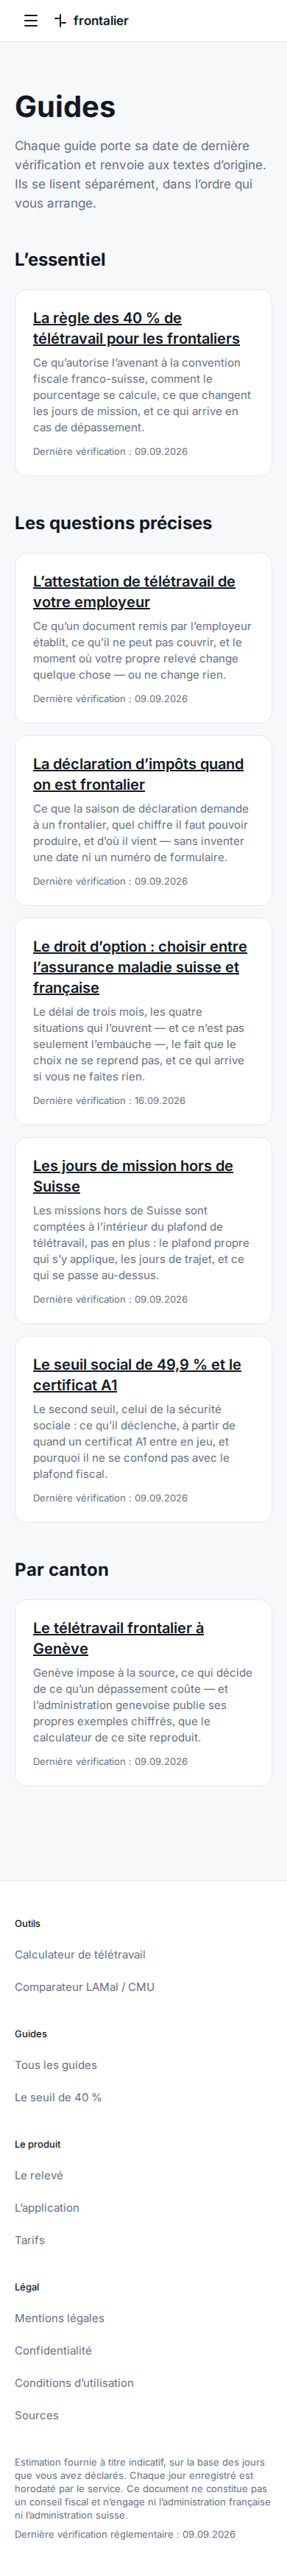 frontalier
Guides
Chaque guide porte sa date de dernière
vérification et renvoie aux textes d’origine.
Ils se lisent séparément, dans l’ordre qui
vous arrange.
L’essentiel
La règle des 40 % de
télétravail pour les frontaliers
Ce qu’autorise l’avenant à la convention
fiscale franco-suisse, comment le
pourcentage se calcule, ce que changent
les jours de mission, et ce qui arrive en
cas de dépassement.
Dernière vérification : 09.09.2026
Les questions précises
L’attestation de télétravail de
votre employeur
Ce qu’un document remis par l’employeur
établit, ce qu’il ne peut pas couvrir, et le
moment où votre propre relevé change
quelque chose — ou ne change rien.
Dernière vérification : 09.09.2026
La déclaration d’impôts quand
on est frontalier
Ce que la saison de déclaration demande
à un frontalier, quel chiffre il faut pouvoir
produire, et d’où il vient — sans inventer
une date ni un numéro de formulaire.
Dernière vérification : 09.09.2026
Le droit d’option : choisir entre
l’assurance maladie suisse et
française
Le délai de trois mois, les quatre
situations qui l’ouvrent — et ce n’est pas
seulement l’embauche —, le fait que le
choix ne se reprend pas, et ce qui arrive
si vous ne faites rien.
Dernière vérification : 16.09.2026
Les jours de mission hors de
Suisse
Les missions hors de Suisse sont
comptées à l’intérieur du plafond de
télétravail, pas en plus : le plafond propre
qui s’y applique, les jours de trajet, et ce
qui se passe au-dessus.
Dernière vérification : 09.09.2026
Le seuil social de 49,9 % et le
certificat A1
Le second seuil, celui de la sécurité
sociale : ce qu’il déclenche, à partir de
quand un certificat A1 entre en jeu, et
pourquoi il ne se confond pas avec le
plafond fiscal.
Dernière vérification : 09.09.2026
Par canton
Le télétravail frontalier à
Genève
Genève impose à la source, ce qui décide
de ce qu’un dépassement coûte — et
l’administration genevoise publie ses
propres exemples chiffrés, que le
calculateur de ce site reproduit.
Dernière vérification : 09.09.2026
Outils
Calculateur de télétravail
Comparateur LAMal / CMU
Guides
Tous les guides
Le seuil de 40 %
Le produit
Le relevé
L’application
Tarifs
Légal
Mentions légales
Confidentialité
Conditions d’utilisation
Sources
Estimation fournie à titre indicatif, sur la base des jours
que vous avez déclarés. Chaque jour enregistré est
horodaté par le service. Ce document ne constitue pas
un conseil fiscal et n’engage ni l’administration française
ni l’administration suisse.
Dernière vérification réglementaire : 09.09.2026